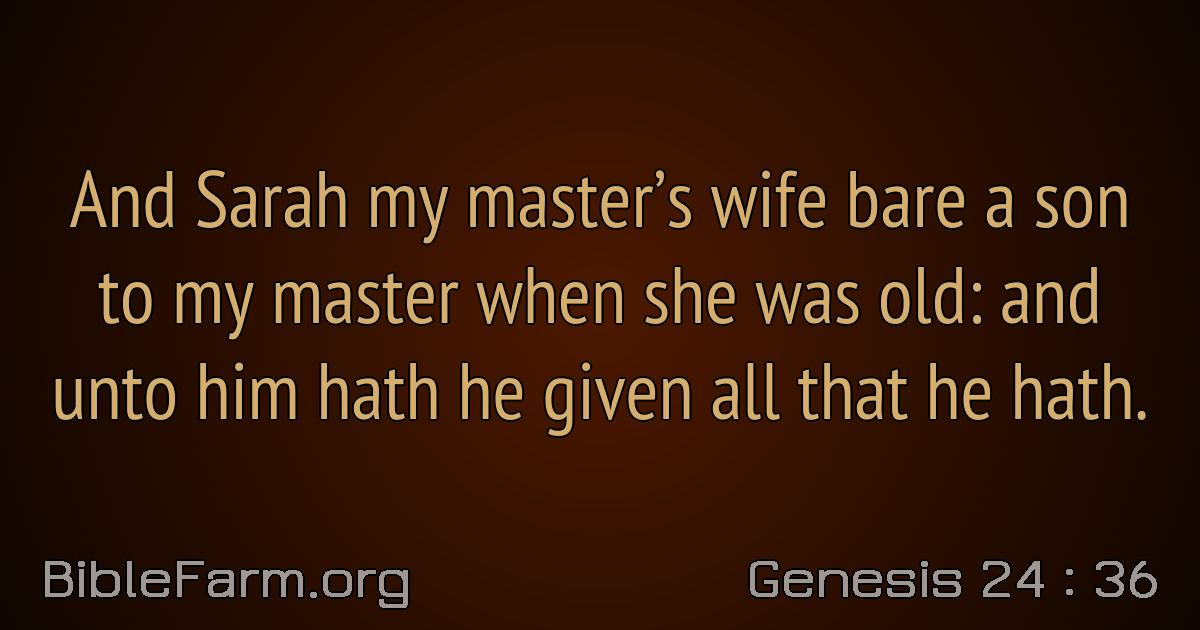 And Sarah my master’s wife bare a son
to my master when she was old: and
unto him hath he given all that he hath.
BibleFarm.org
Genesis 24 : 36